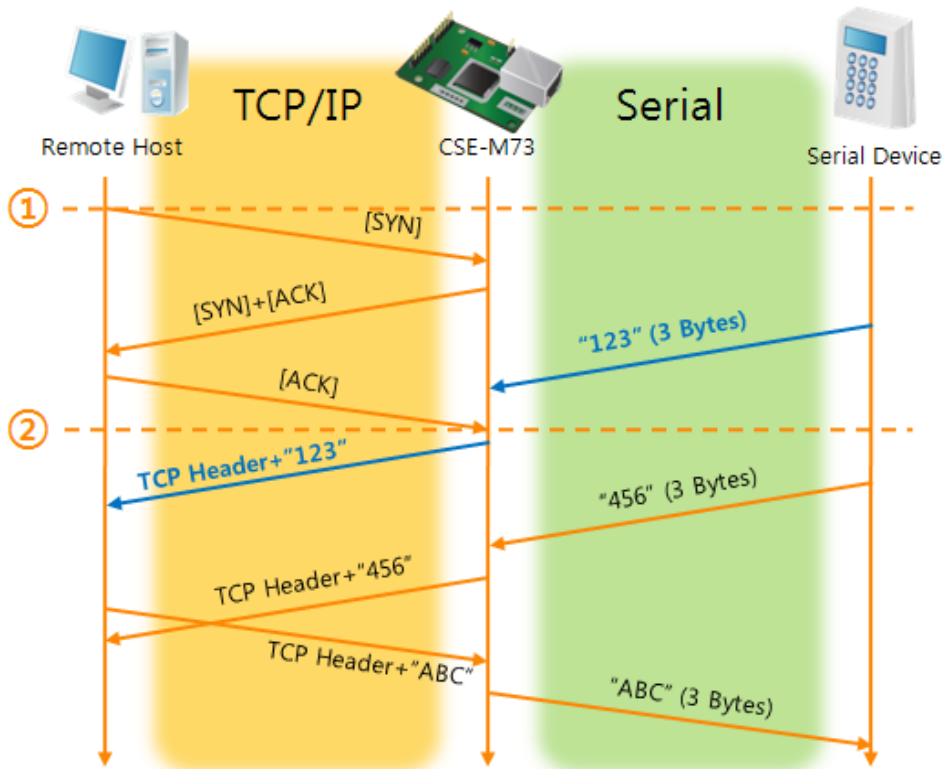 TCP/IP
Serial
Remote Host
CSE-M73
Serial Device
①
[SYN]
[SYN]+[ACK]
“123” (3 Bytes)
[ACK]
②
TCP Header+”123”
“456” (3 Bytes)
TCP Header+”456”
TCP Header+”ABC”
“ABC” (3 Bytes)